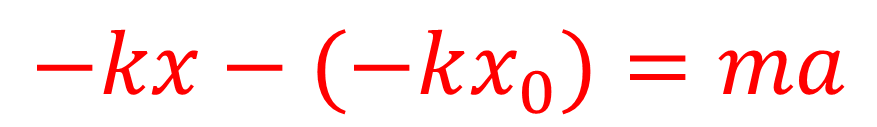 −kx − (−kx₀) = ma